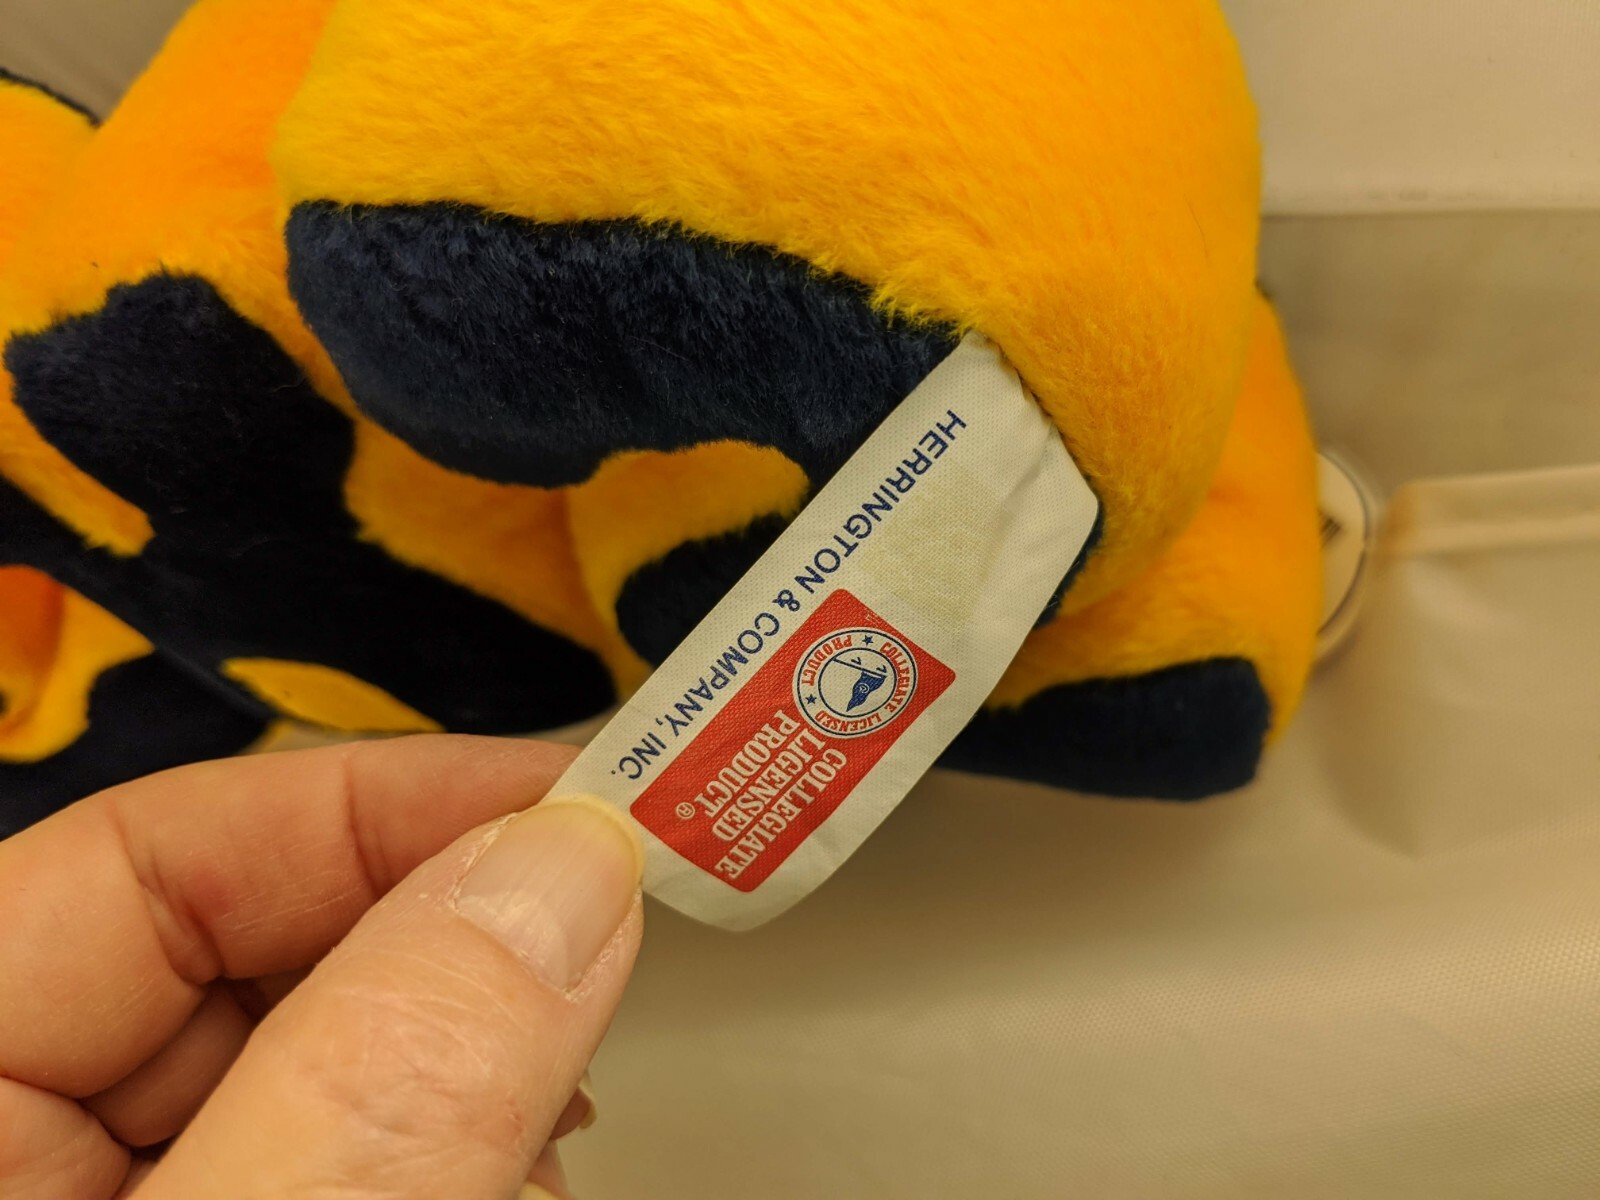 HERRINGTON & COMPANY, INC.
COLLEGIATE LICENSED PRODUCT
COLLEGIATE
LICENSED
PRODUCT®